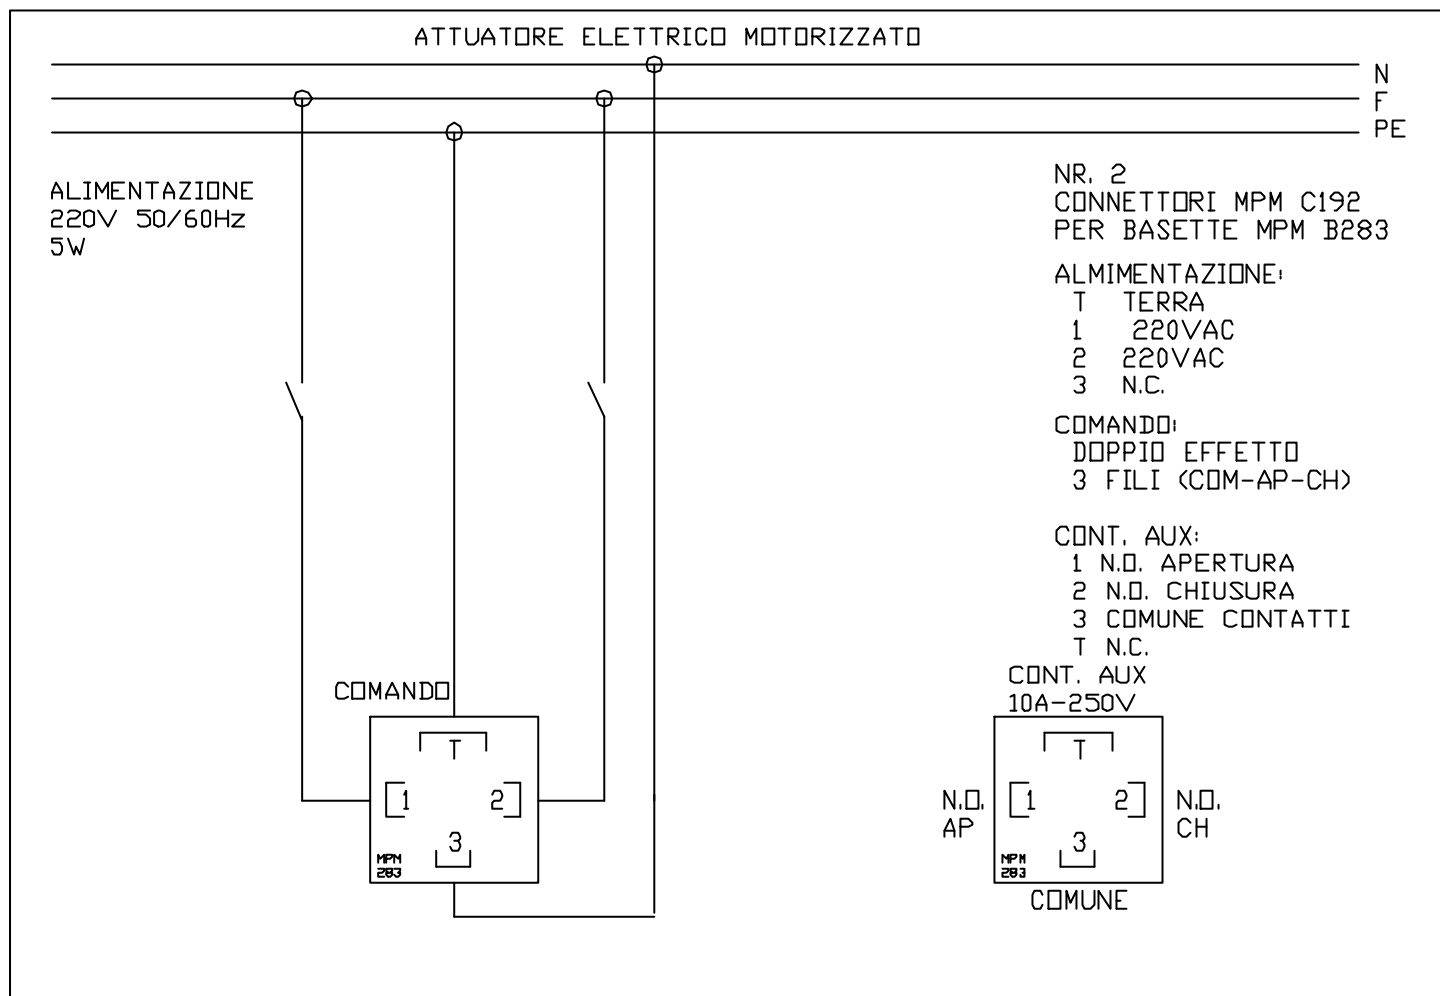 ATTUATORE ELETTRICO MOTORIZZATO
N
F
PE
ALIMENTAZIONE
220V 50/60Hz
5W
NR. 2
CONNETTORI MPM C192
PER BASETTE MPM B283
ALMIMENTAZIONE:
T TERRA
1 220VAC
2 220VAC
3 N.C.
COMANDO:
DOPPIO EFFETTO
3 FILI (COM-AP-CH)
CONT. AUX:
1 N.O. APERTURA
2 N.O. CHIUSURA
3 COMUNE CONTATTI
T N.C.
COMANDO
T
1 2
3
MPM
283
CONT. AUX
10A-250V
T
N.O.
AP
1 2
N.O.
CH
3
MPM
283
COMUNE